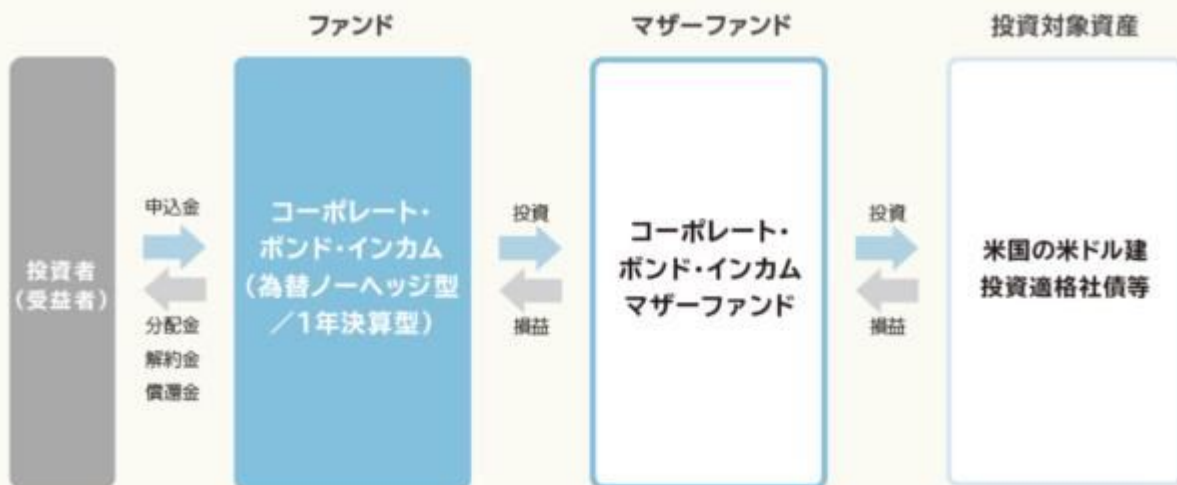 ファンド
マザーファンド
投資対象資産
投資者
(受益者)
申込金
分配金
解約金
償還金
コーポレート・
ボンド・インカム
(為替ノーヘッジ型
/1年決算型)
投資
損益
コーポレート・
ボンド・インカム
マザーファンド
投資
損益
米国の米ドル建
投資適格社債等